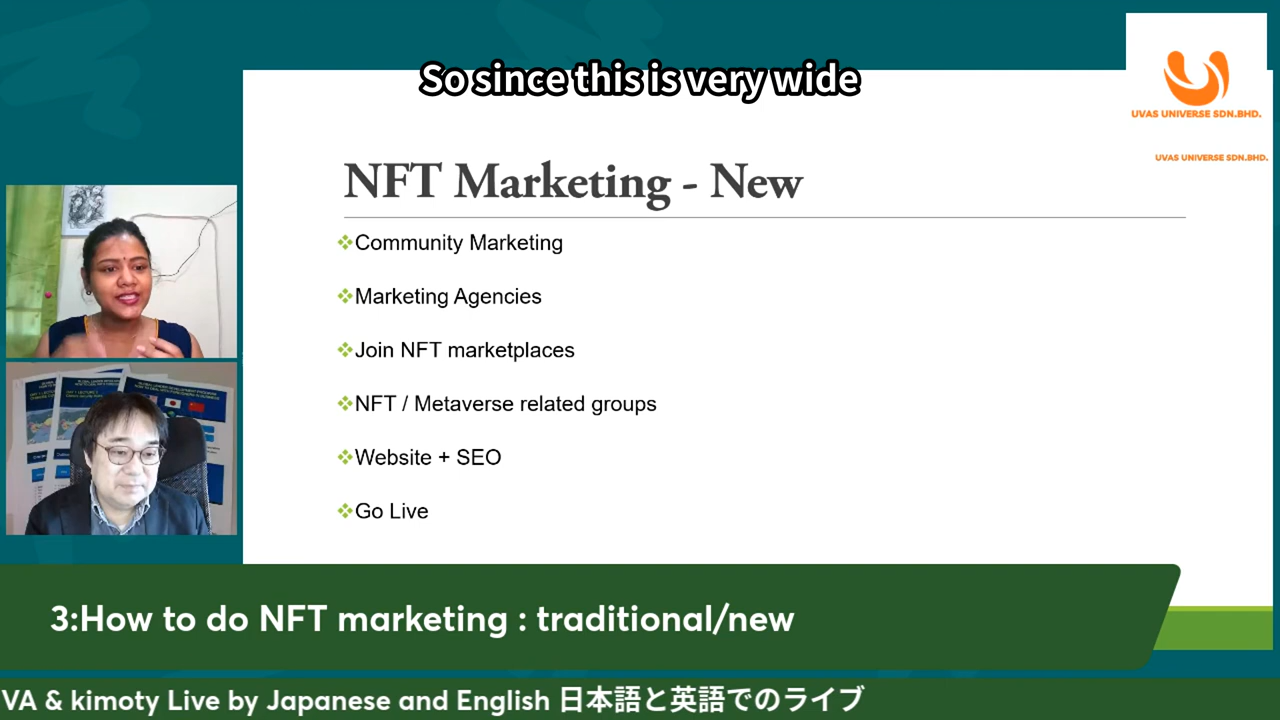 So since this is very wide
UVAS UNIVERSE SDN.BHD.
UVAS UNIVERSE SDN.BHD.
NFT Marketing - New
Community Marketing
Marketing Agencies
Join NFT marketplaces
NFT / Metaverse related groups
Website + SEO
Go Live
3:How to do NFT marketing : traditional/new
VA & kimoty Live by Japanese and English 日本語と英語でのライブ